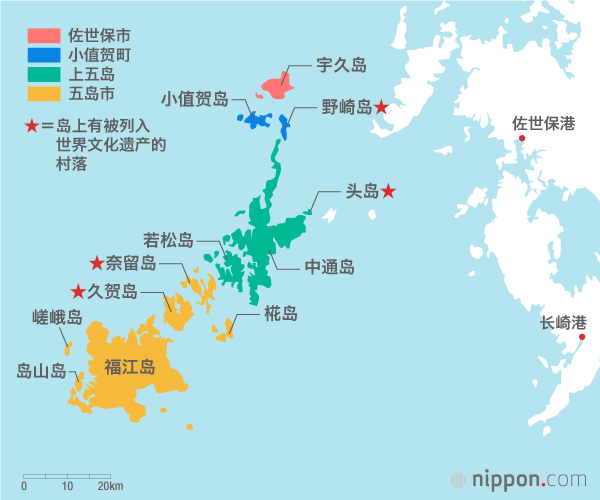 佐世保市
小值贺町
上五岛
五岛市
★＝岛上有被列入
世界文化遗产的
村落
宇久岛
小值贺岛
野崎岛★
佐世保港
头岛★
若松岛
★奈留岛
中通岛
★久贺岛
椛岛
嵯峨岛
长崎港
岛山岛
福江岛
0 10 20km
nippon.com